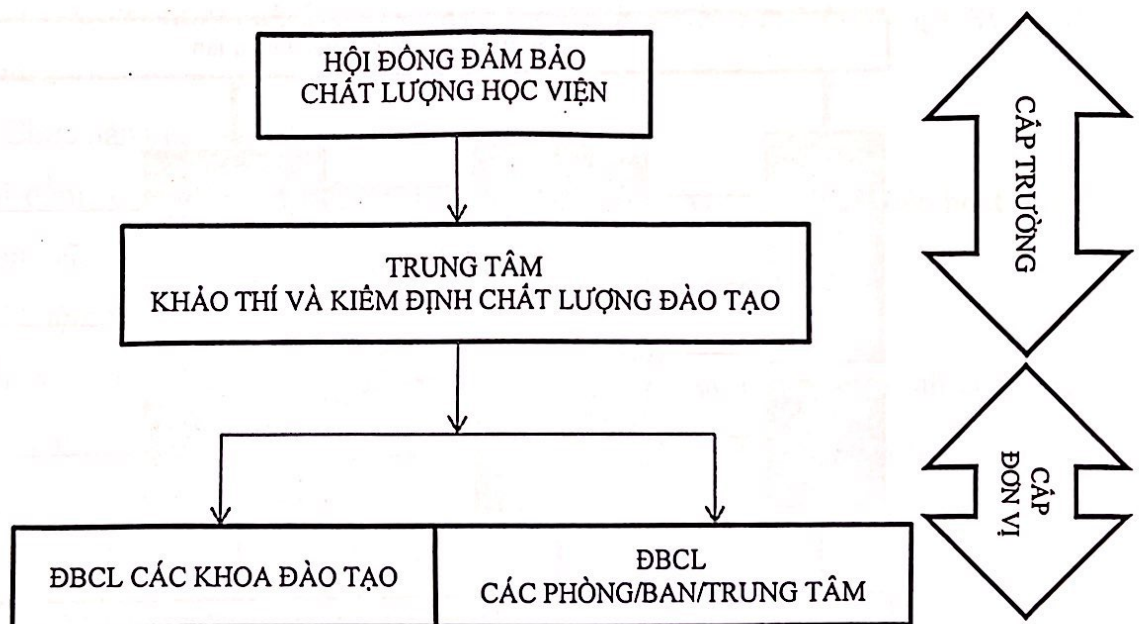 HỘI ĐỒNG ĐẢM BẢO
CHẤT LƯỢNG HỌC VIỆN
CẤP TRƯỜNG
TRUNG TÂM
KHẢO THÍ VÀ KIỂM ĐỊNH CHẤT LƯỢNG ĐÀO TẠO
CẤP
ĐƠN VỊ
ĐBCL CÁC KHOA ĐÀO TẠO
ĐBCL
CÁC PHÒNG/BAN/TRUNG TÂM